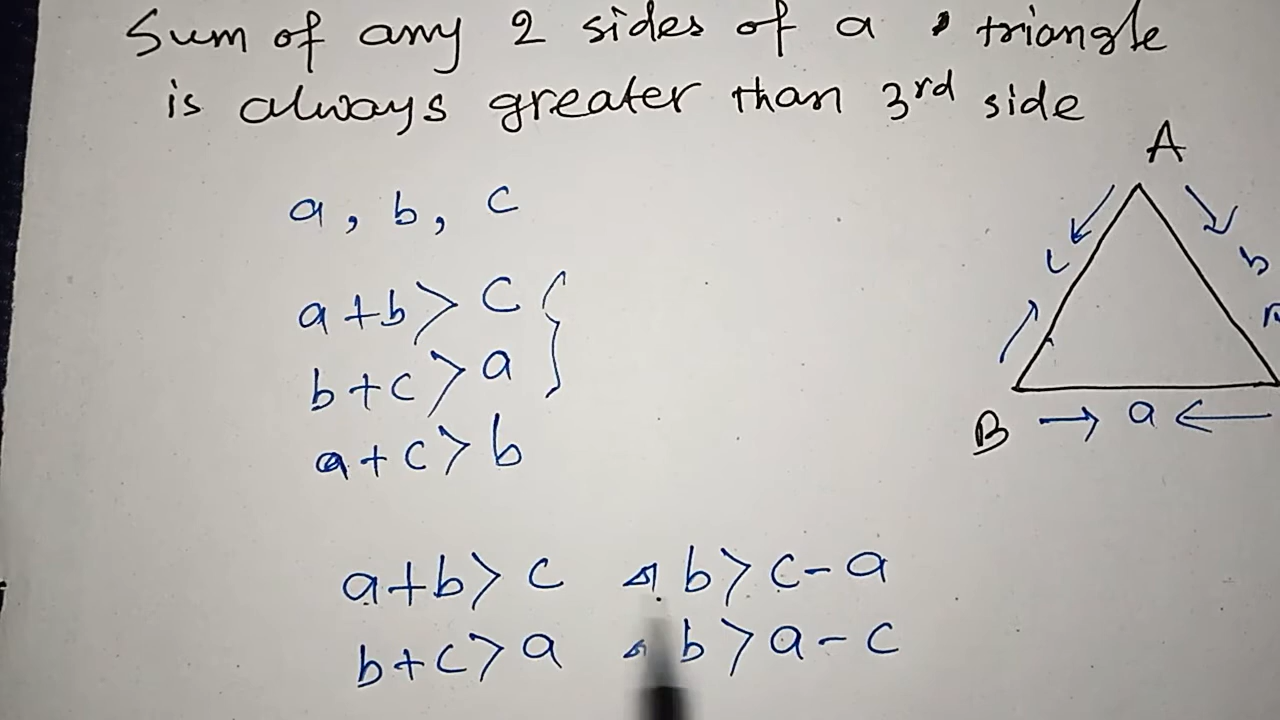 Sum of any 2 sides of a triangle
is always greater than 3rd side
a, b, c
a+b > c
b+c > a
a+c > b
a+b > c b > c-a
b+c > a b > a-c
A
c b
B a